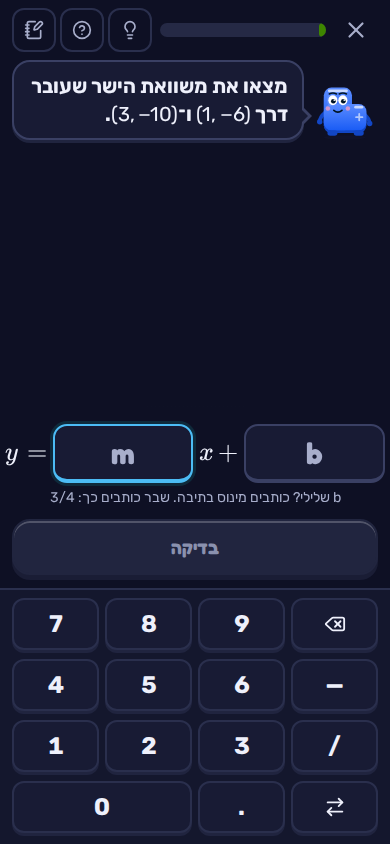 מצאו את משוואת הישר שעובר
דרך (1, −6) ו־(3, −10).
y = m x + b
b שלילי? כותבים מינוס בתיבה. שבר כותבים כך: 3/4
בדיקה
7 8 9
4 5 6 −
1 2 3 /
0 .